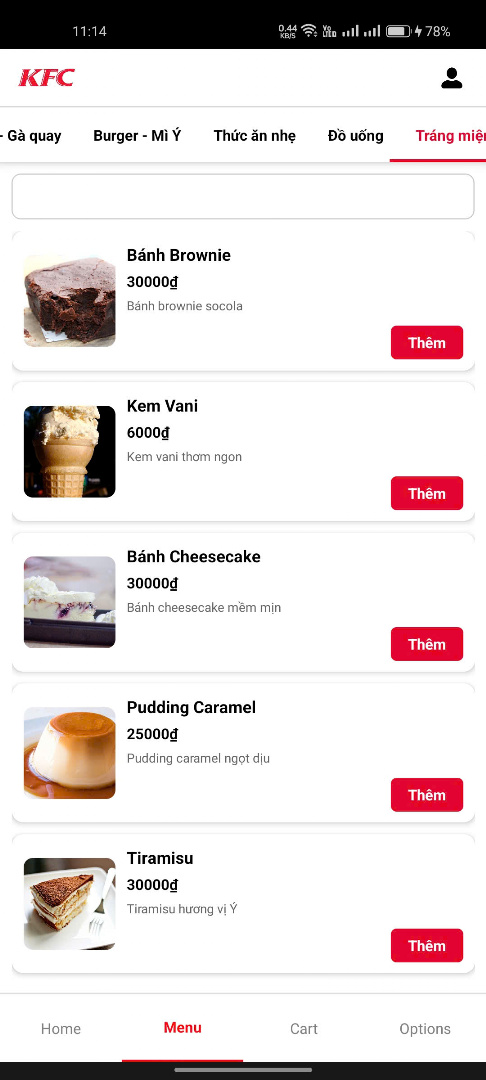 11:14
0.44 KB/S
78%
KFC
- Gà quay
Burger - Mì Ý
Thức ăn nhẹ
Đồ uống
Tráng miện
Bánh Brownie
30000₫
Bánh brownie socola
Thêm
Kem Vani
6000₫
Kem vani thơm ngon
Thêm
Bánh Cheesecake
30000₫
Bánh cheesecake mềm mịn
Thêm
Pudding Caramel
25000₫
Pudding caramel ngọt dịu
Thêm
Tiramisu
30000₫
Tiramisu hương vị Ý
Thêm
Home
Menu
Cart
Options